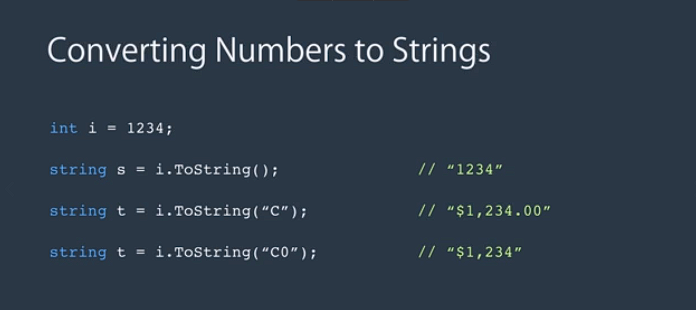 Converting Numbers to Strings
int i = 1234;
string s = i.ToString(); // “1234”
string t = i.ToString(“C”); // “$1,234.00”
string t = i.ToString(“C0”); // “$1,234”